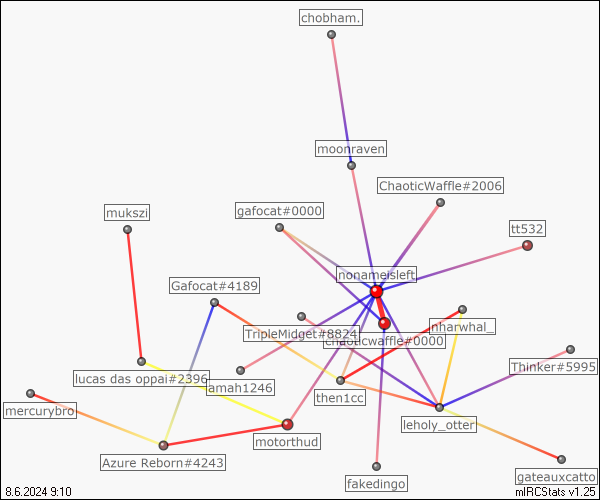 chobham.
moonraven
ChaoticWaffle#2006
mukszi
gafocat#0000
tt532
nonameisleft
Gafocat#4189
nharwhal_
TripleMidget#8824
chaoticwaffle#0000
Thinker#5995
lucas das oppai#2396
amah1246
then1cc
mercurybro
leholy_otter
motorthud
Azure Reborn#4243
gateauxcatto
fakedingo
8.6.2024 9:10
mIRCStats v1.25